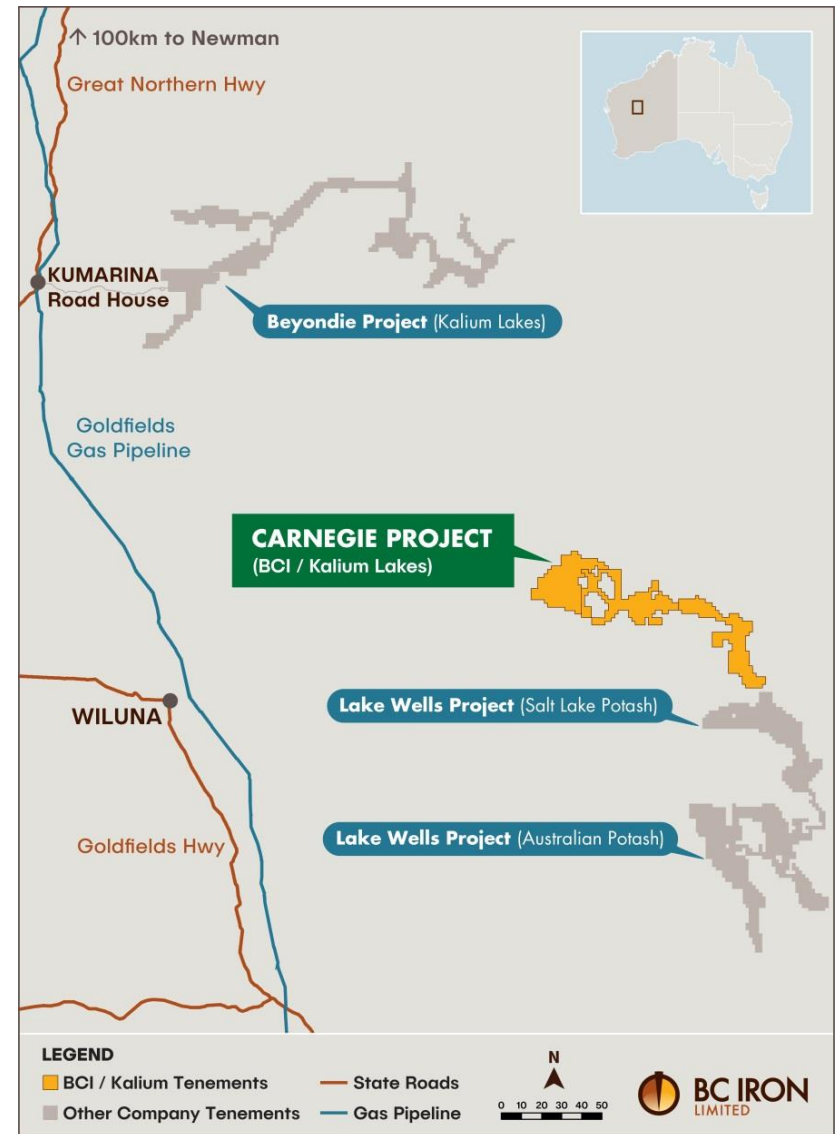 ↑ 100km to Newman
Great Northern Hwy
KUMARINA
Road House
Beyondie Project (Kalium Lakes)
Goldfields
Gas Pipeline
CARNEGIE PROJECT
(BCI / Kalium Lakes)
Lake Wells Project (Salt Lake Potash)
WILUNA
Lake Wells Project (Australian Potash)
Goldfields Hwy
LEGEND
BCI / Kalium Tenements
State Roads
Other Company Tenements
Gas Pipeline
N
0 10 20 30 40 50
BC IRON
LIMITED